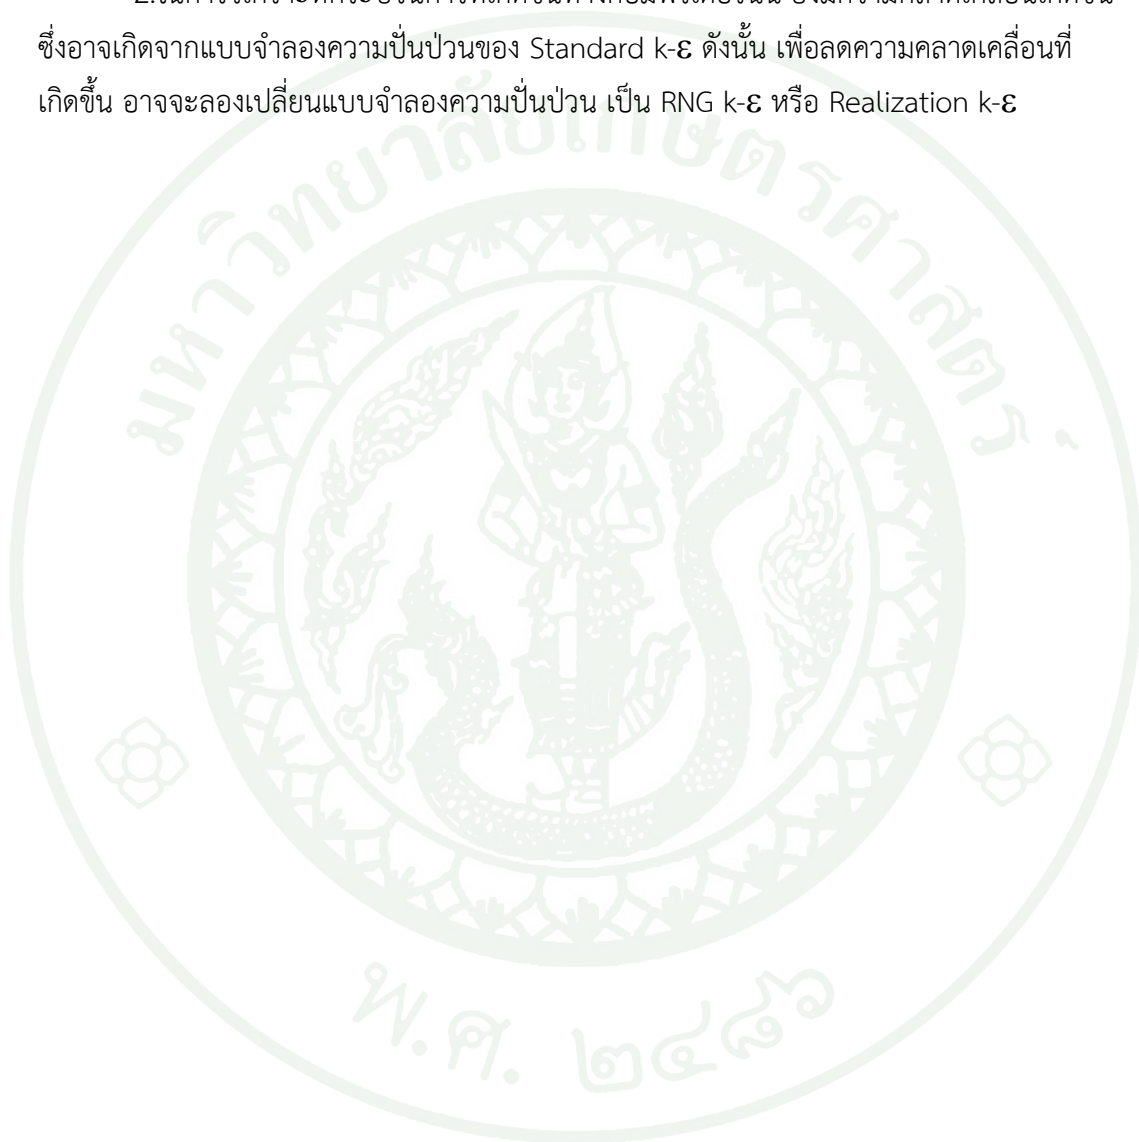 ซึ่งอาจเกิดจากแบบจำลองความปั่นป่วนของ Standard k-ε ดังนั้น เพื่อลดความคลาดเคลื่อนที่
เกิดขึ้น อาจจะลองเปลี่ยนแบบจำลองความปั่นป่วน เป็น RNG k-ε หรือ Realization k-ε
มหาวิทยาลัยเกษตรศาสตร์
พ.ศ. ๒๔๘๖